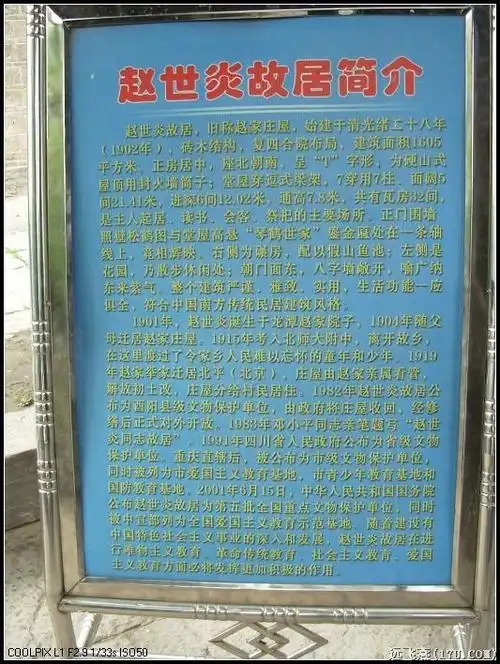 赵世炎故居简介
赵世炎故居，旧称赵家庄屋，始建于清光绪二十八年
（1902年），砖木结构，复四合院布局，建筑面积1605
平方米。正房居中，座北朝南，呈“T”字形；为硬山式
屋顶用封火墙筒子；堂屋穿逗式梁架，7穿用7柱。面阔5
间21.41米，进深6间12.02米，通高7.8米，共有瓦房32间，
是主人起居、读书、会客、祭祀的主要场所。正门围墙
照壁松鹤图与堂屋高悬“琴鹤世家”鎏金匾处在一条轴
线上，亮相辉映。右侧为碾房，配以假山鱼池；左侧是
花园，乃散步休闲处；朝门面东，八字墙敞开，喻广纳
东来紫气。整个建筑严谨、雅致、实用，生活功能一应
俱全，符合中国南方传统民居建筑风格。
1901年，赵世炎诞生于龙潭赵家院子，1904年随父
母迁居赵家庄屋。1915年考入北师大附中，离开故乡，
在这里渡过了令家乡人民难以忘怀的童年和少年。1919
年赵家举家迁居北平（北京），庄屋由赵家亲属看管，
解放初土改，庄屋分给村民居住。1982年赵世炎故居公
布为酉阳县级文物保护单位，由政府将庄屋收回，经修
缮后正式对外开放。1983年邓小平同志亲笔题写“赵世
炎同志故居”。1991年四川省人民政府公布为省级文物
保护单位。重庆直辖后，被公布为市级文物保护单位，
同时被列为市爱国主义教育基地、市青少年教育基地和
国防教育基地。2001年6月15日，中华人民共和国国务院
公布赵世炎故居为第五批全国重点文物保护单位，同时
被中宣部列为全国爱国主义教育示范基地。随着建设有
中国特色社会主义事业的深入和发展，赵世炎故居在进
行唯物主义教育、革命传统教育、社会主义教育、爱国
主义教育方面必将发挥更加积极的作用。
COOLPIX L1 F2.9 1/33s ISO50